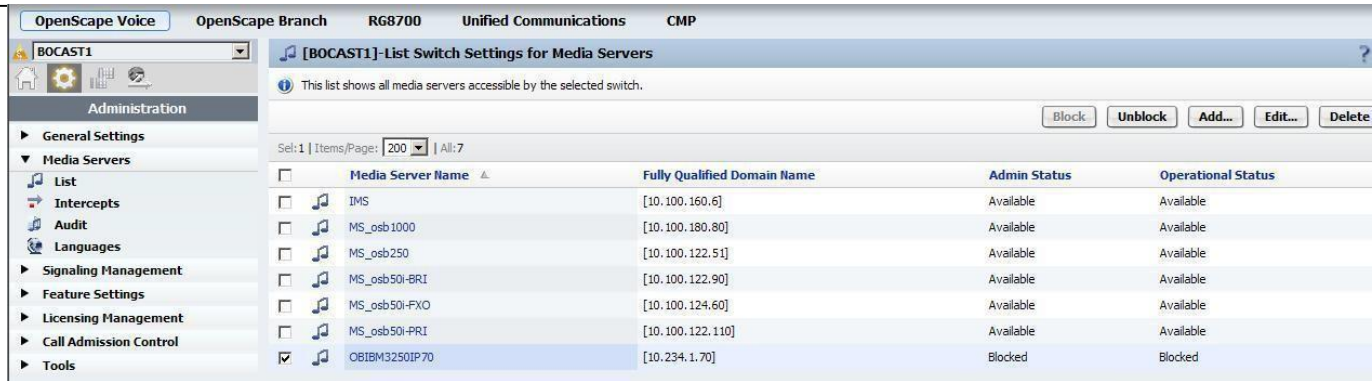 OpenScape Voice OpenScape Branch RG8700 Unified Communications CMP
BOCAST1
[BOCAST1]-List Switch Settings for Media Servers ?
This list shows all media servers accessible by the selected switch.
Administration
Block Unblock Add... Edit... Delete
General Settings
Media Servers
List
Intercepts
Audit
Languages
Signaling Management
Feature Settings
Licensing Management
Call Admission Control
Tools
Sel:1 | Items/Page: 200 | All:7
Media Server Name Fully Qualified Domain Name Admin Status Operational Status
IMS [10.100.160.6] Available Available
MS_osb1000 [10.100.180.80] Available Available
MS_osb250 [10.100.122.51] Available Available
MS_osb50i-BRI [10.100.122.90] Available Available
MS_osb50i-FXO [10.100.124.60] Available Available
MS_osb50i-PRI [10.100.122.110] Available Available
OBIBM3250IP70 [10.234.1.70] Blocked Blocked